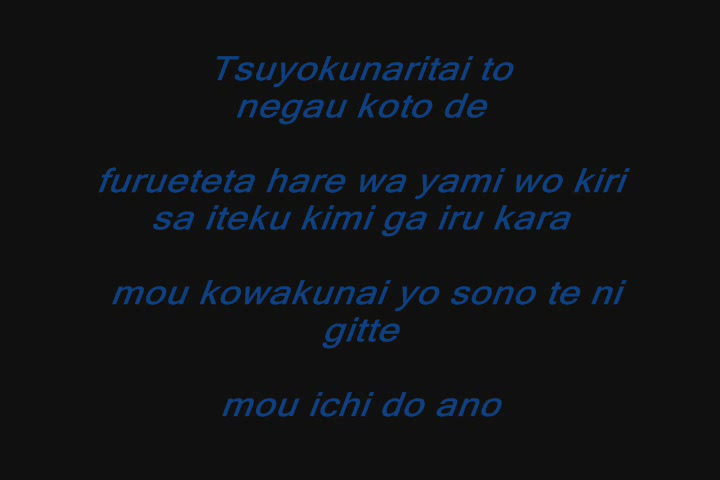 Tsuyokunaritai to
negau koto de
furueteta hare wa yami wo kiri
sa iteku kimi ga iru kara
mou kowakunai yo sono te ni
gitte
mou ichi do ano